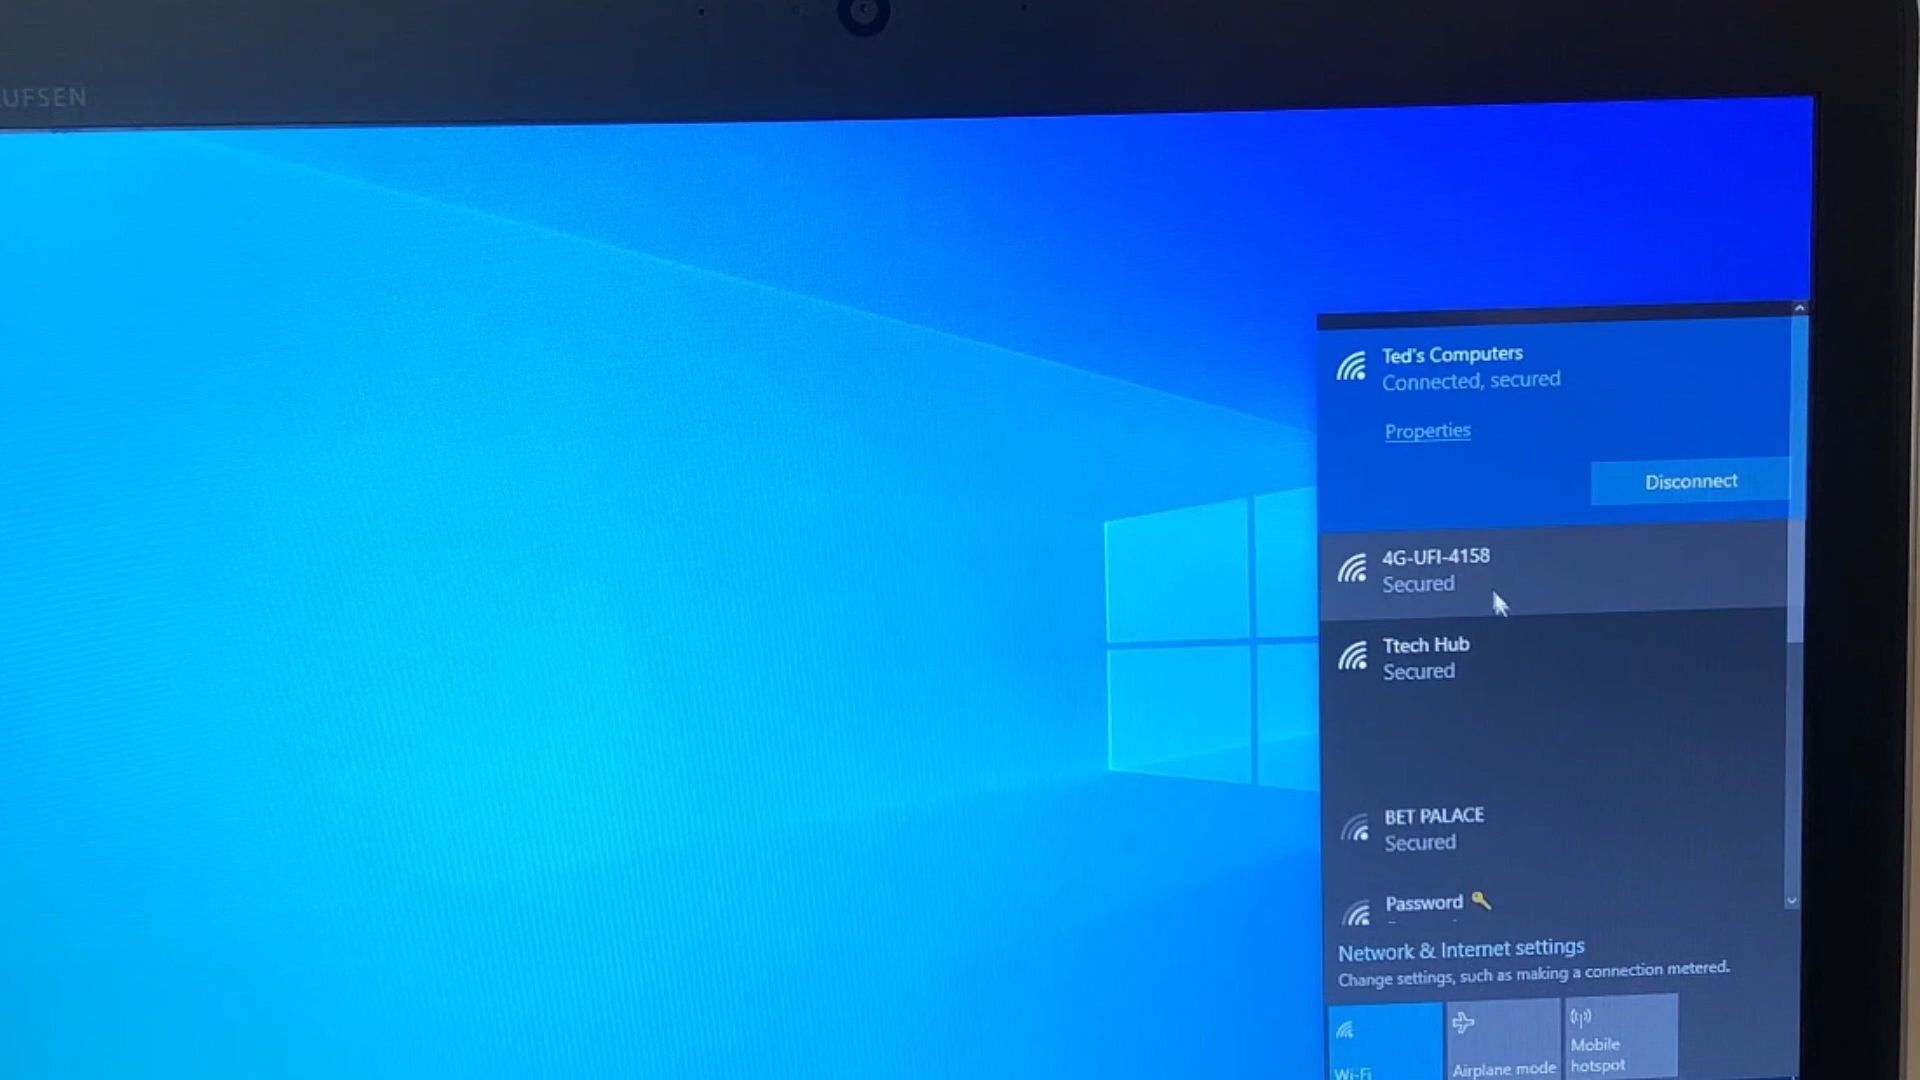 UFSEN
Ted's Computers
Connected, secured
Properties
Disconnect
4G-UFI-4158
Secured
Ttech Hub
Secured
BET PALACE
Secured
Password 🔑
Network & Internet settings
Change settings, such as making a connection metered.
Wi-Fi
Airplane mode
Mobile
hotspot